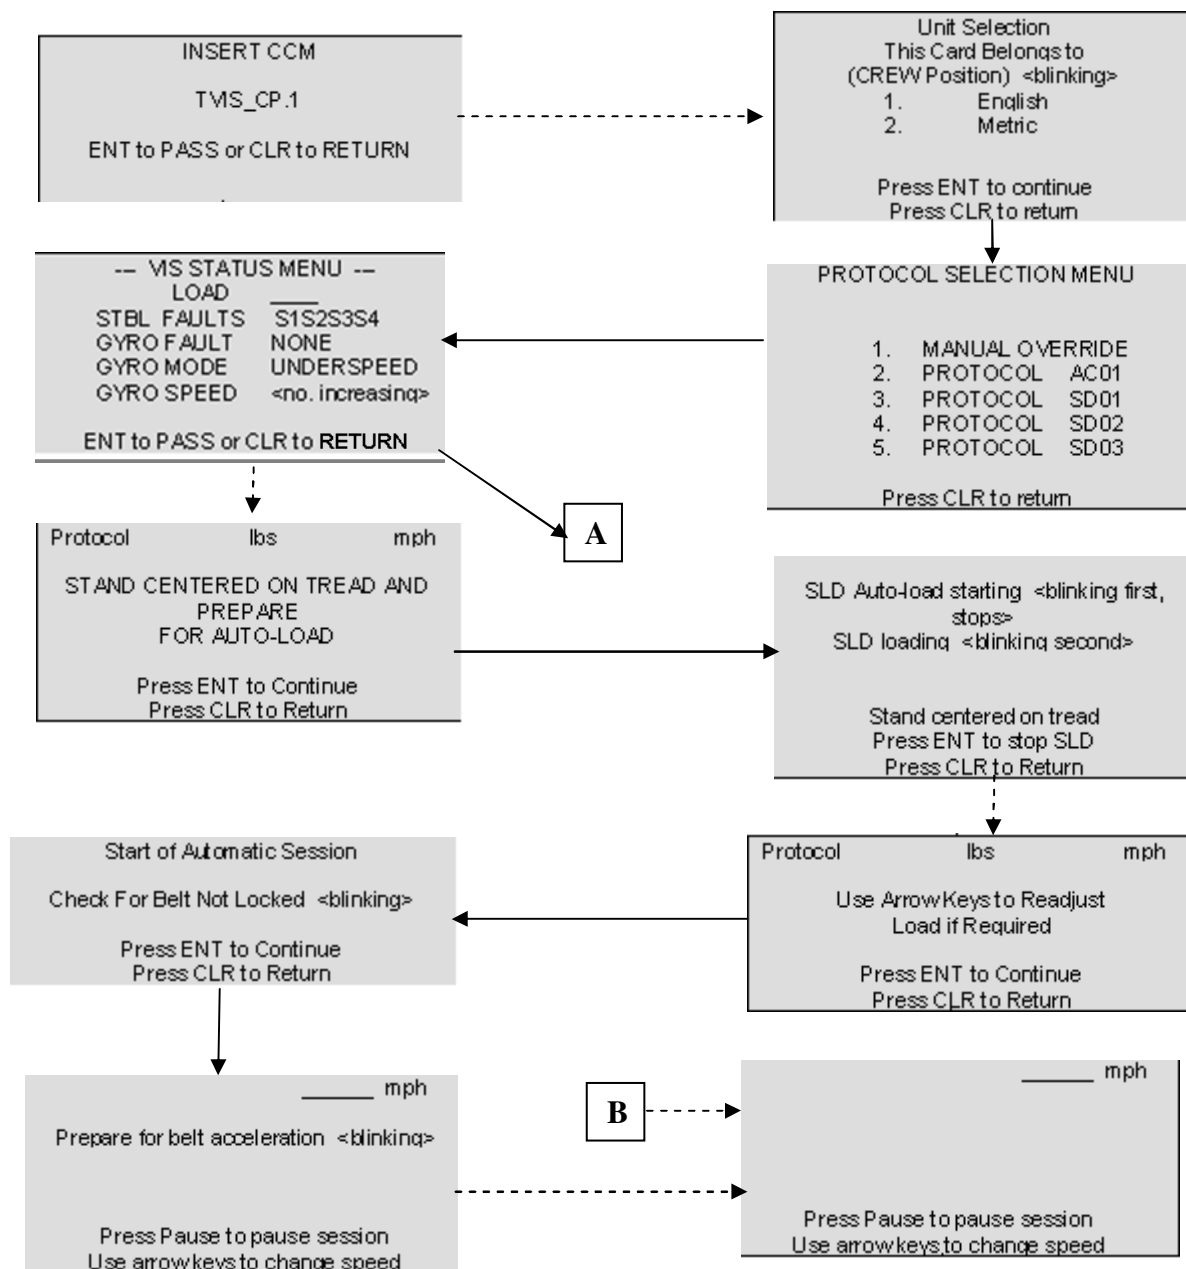 INSERT CCM
TVIS_CP.1
ENT to PASS or CLR to RETURN
Unit Selection
This Card Belongs to
(CREW Position) <blinking>
1. English
2. Metric
Press ENT to continue
Press CLR to return
--- VIS STATUS MENU ---
LOAD ____
STBL FAULTS S1S2S3S4
GYRO FAULT NONE
GYRO MODE UNDERSPEED
GYRO SPEED <no. increasing>
ENT to PASS or CLR to RETURN
PROTOCOL SELECTION MENU
1. MANUAL OVERRIDE
2. PROTOCOL AC01
3. PROTOCOL SD01
4. PROTOCOL SD02
5. PROTOCOL SD03
Press CLR to return
A
Protocol lbs mph
STAND CENTERED ON TREAD AND
PREPARE
FOR AUTO-LOAD
Press ENT to Continue
Press CLR to Return
SLD Auto-load starting <blinking first,
stops>
SLD loading <blinking second>
Stand centered on tread
Press ENT to stop SLD
Press CLR to Return
Start of Automatic Session
Check For Belt Not Locked <blinking>
Press ENT to Continue
Press CLR to Return
Protocol lbs mph
Use Arrow Keys to Readjust
Load if Required
Press ENT to Continue
Press CLR to Return
______ mph
Prepare for belt acceleration <blinking>
Press Pause to pause session
Use arrow keys to change speed
B
______ mph
Press Pause to pause session
Use arrow keys to change speed